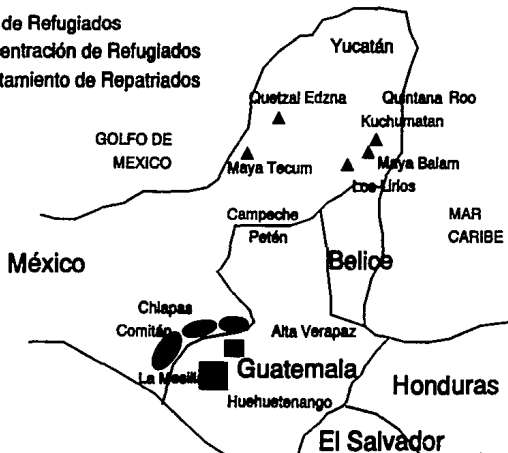 de Refugiados
entración de Refugiados
tamiento de Repatriados
Yucatán
Quetzal Edzna
Quintana Roo
Kuchumatan
GOLFO DE
MEXICO
Maya Tecum
Maya Balam
Los Lirios
Campeche
Petén
MAR
CARIBE
México
Belice
Chiapas
Comitán
Alta Verapaz
La Mesilla
Guatemala
Huehuetenango
Honduras
El Salvador